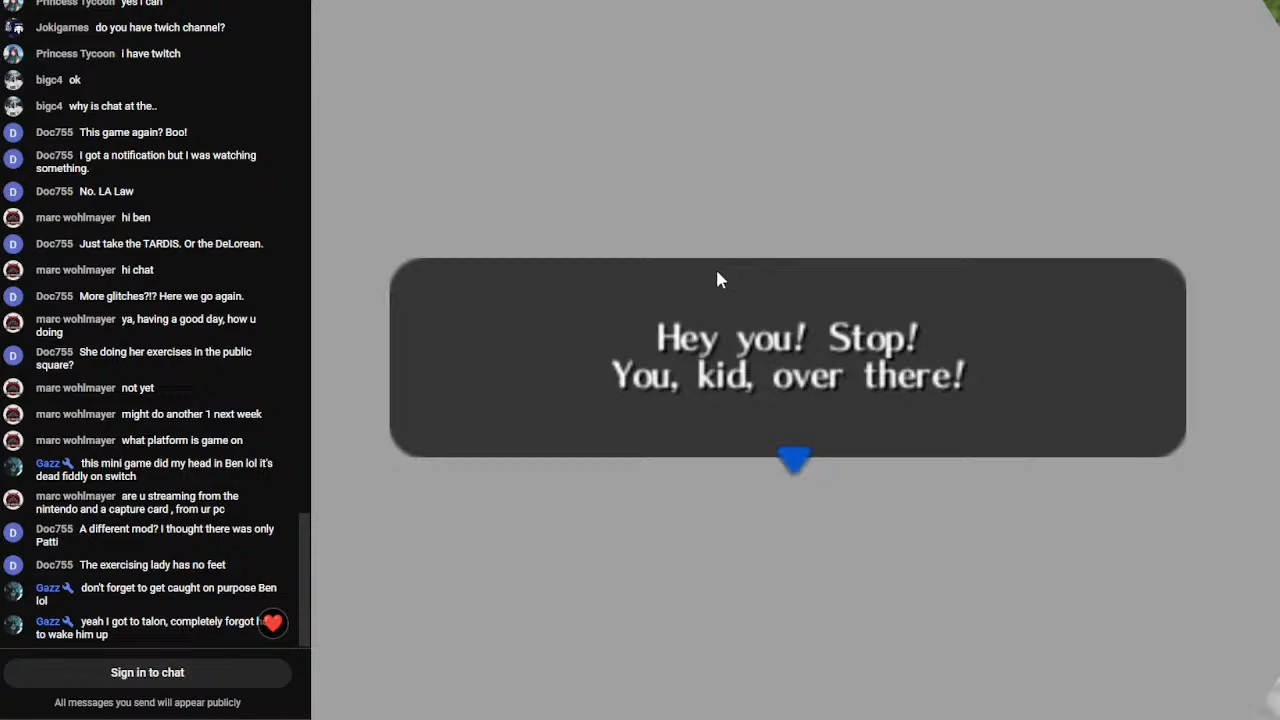 Princess Tycoon yes i can
Jokigames do you have twich channel?
Princess Tycoon i have twitch
bigc4 ok
bigc4 why is chat at the..
D Doc755 This game again? Boo!
D Doc755 I got a notification but I was watching
something.
D Doc755 No. LA Law
marc wohlmayer hi ben
D Doc755 Just take the TARDIS. Or the DeLorean.
marc wohlmayer hi chat
D Doc755 More glitches?!? Here we go again.
marc wohlmayer ya, having a good day, how u
doing
D Doc755 She doing her exercises in the public
square?
marc wohlmayer not yet
marc wohlmayer might do another 1 next week
marc wohlmayer what platform is game on
Gazz this mini game did my head in Ben lol it's
dead fiddly on switch
marc wohlmayer are u streaming from the
nintendo and a capture card , from ur pc
D Doc755 A different mod? I thought there was only
Patti
D Doc755 The exercising lady has no feet
Gazz don't forget to get caught on purpose Ben
lol
Gazz yeah I got to talon, completely forgot
to wake him up
Sign in to chat
All messages you send will appear publicly
Hey you! Stop!
You, kid, over there!